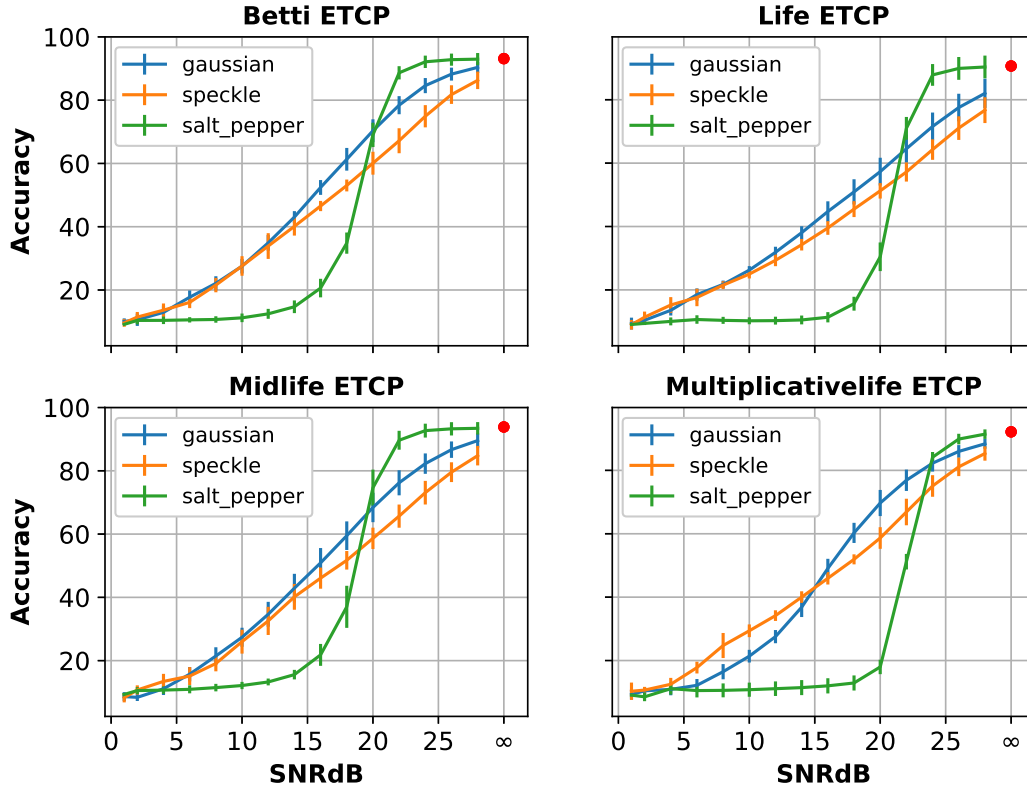 Betti ETCP
Life ETCP
100
80
60
40
20
Accuracy
gaussian
speckle
salt_pepper
gaussian
speckle
salt_pepper
Midlife ETCP
Multiplicativelife ETCP
100
80
60
40
20
Accuracy
gaussian
speckle
salt_pepper
gaussian
speckle
salt_pepper
0 5 10 15 20 25 ∞
0 5 10 15 20 25 ∞
SNRdB
SNRdB